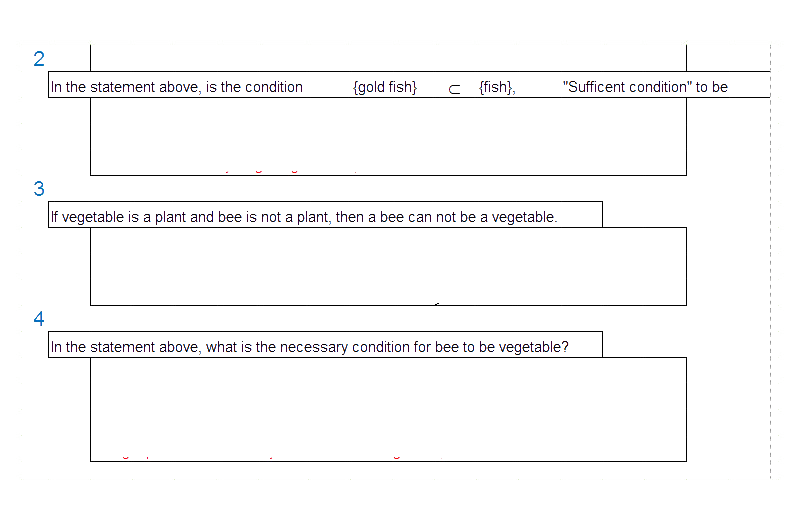 2
In the statement above, is the condition {gold fish} ⊂ {fish}, "Sufficent condition" to be
3
If vegetable is a plant and bee is not a plant, then a bee can not be a vegetable.
4
In the statement above, what is the necessary condition for bee to be vegetable?